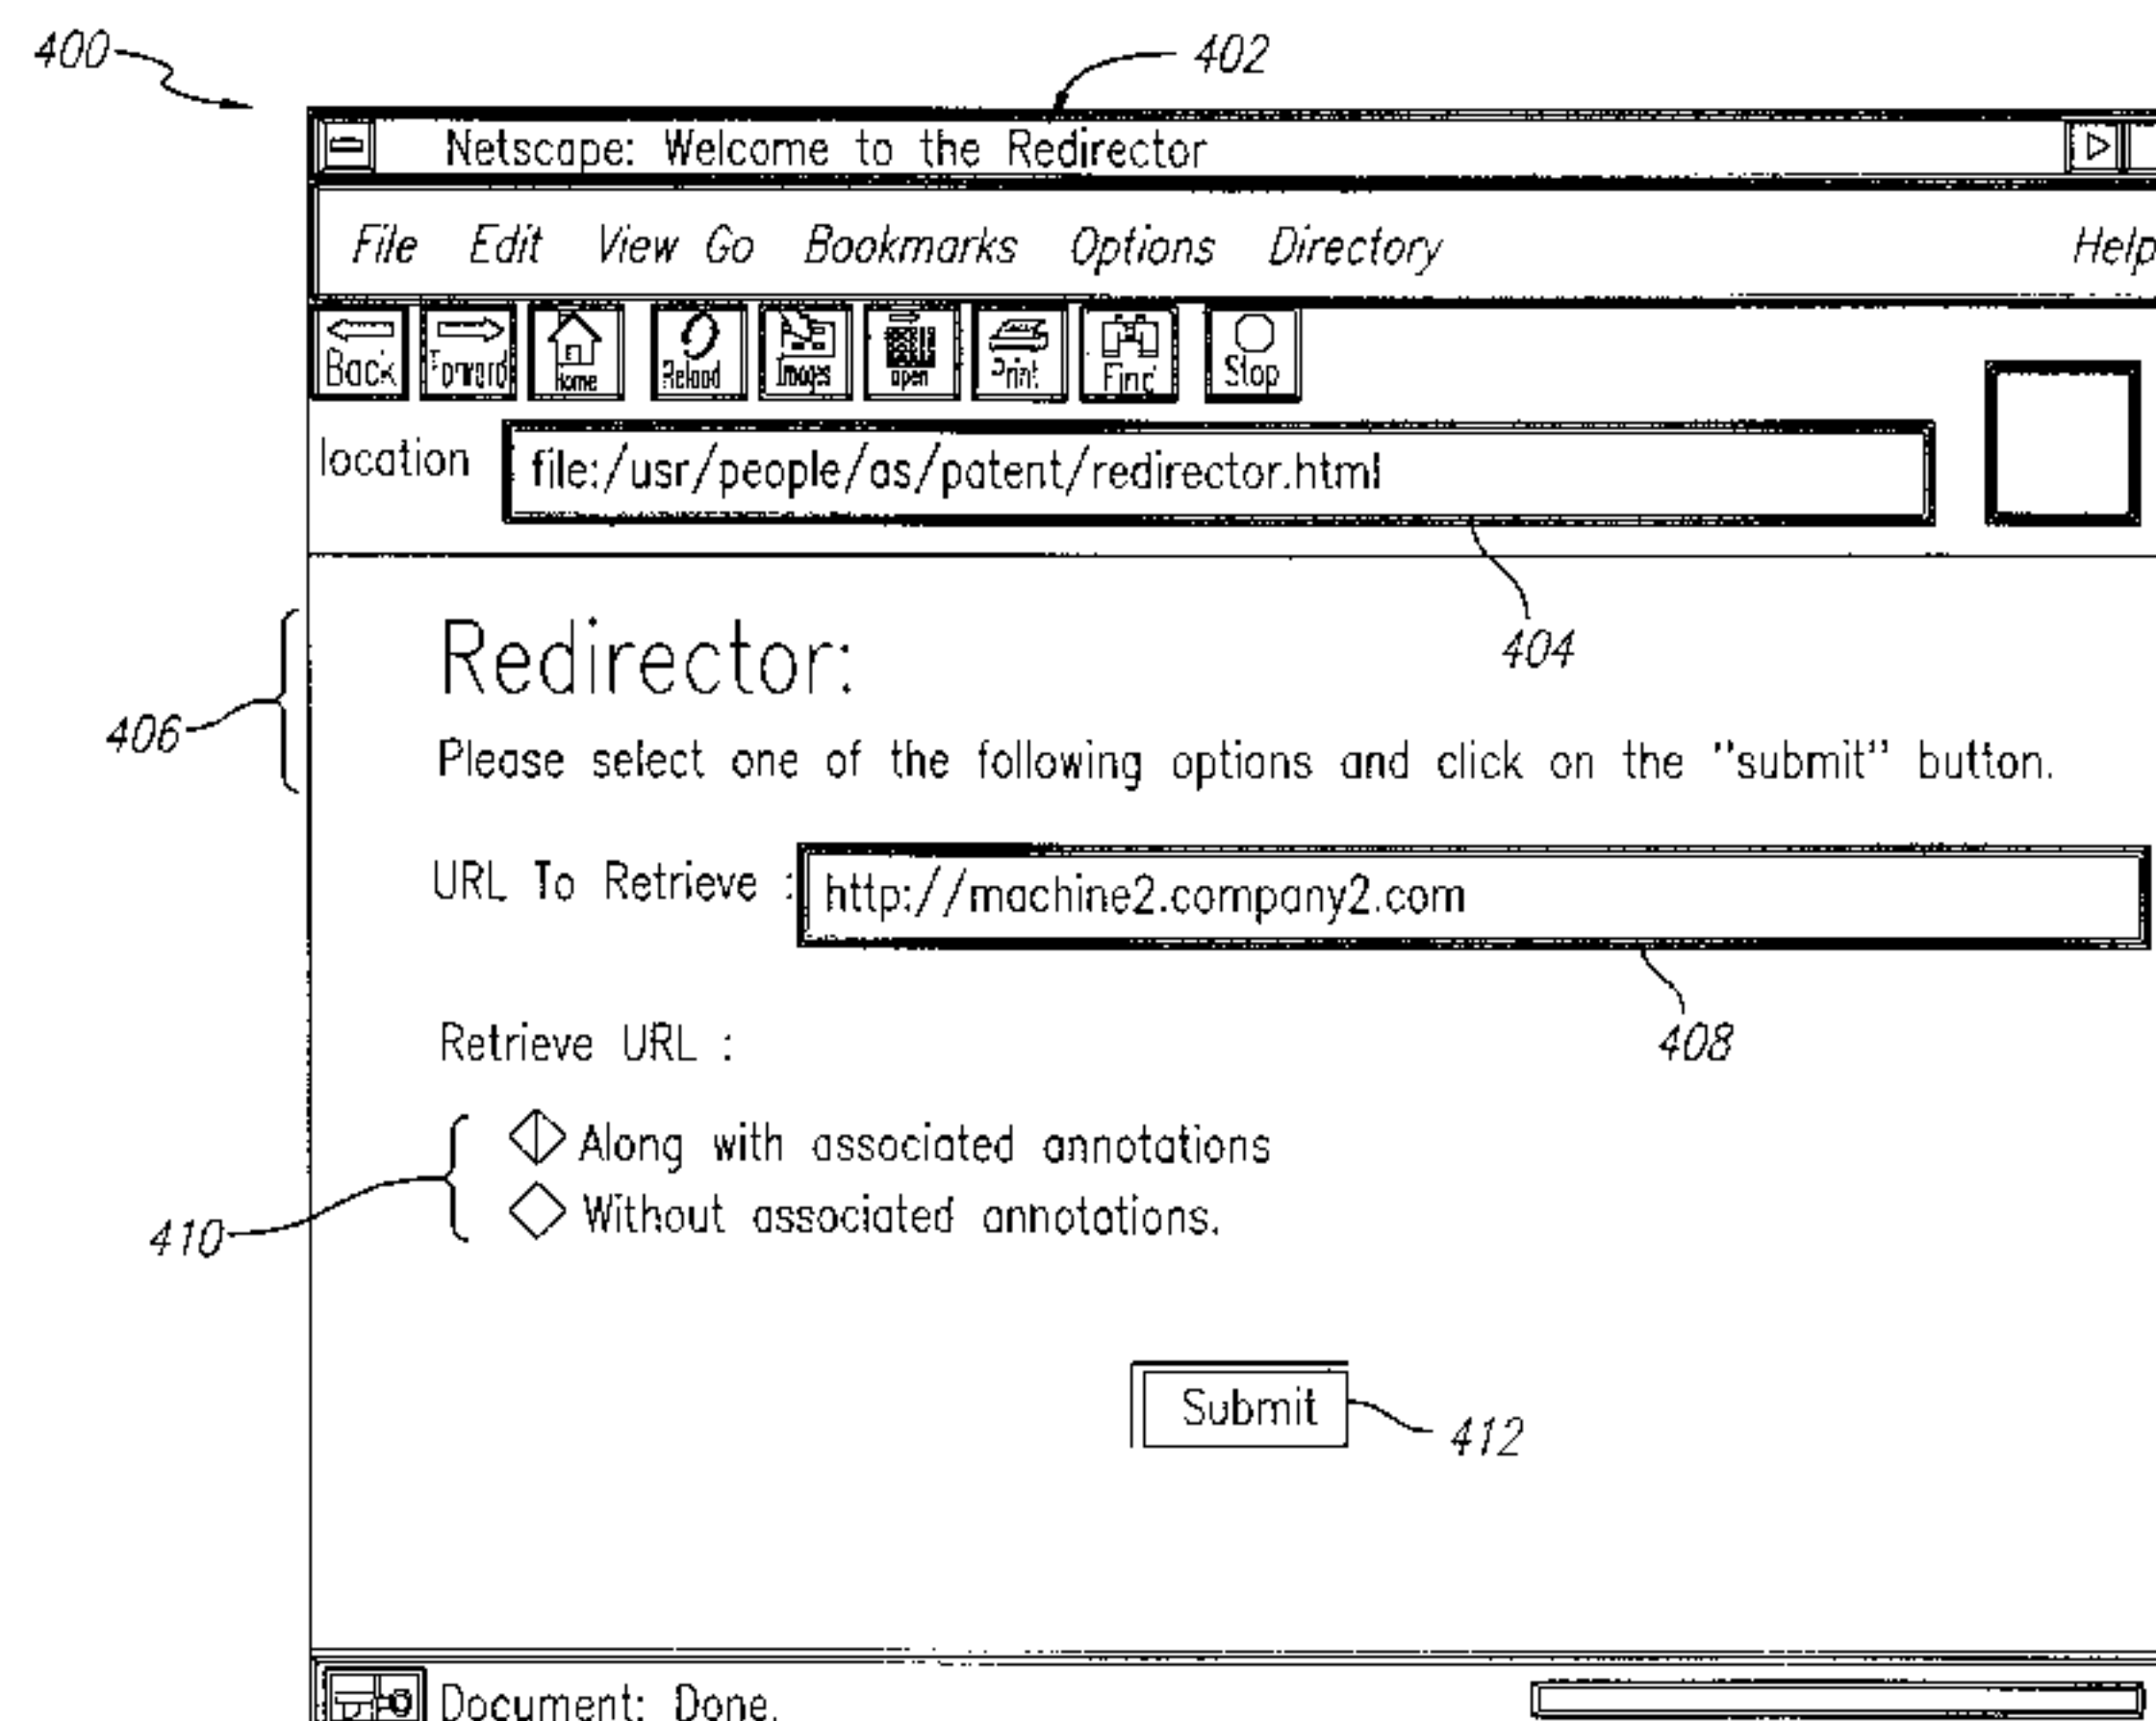 400
402
Netscape: Welcome to the Redirector
File Edit View Go Bookmarks Options Directory Help
Back Forward Home Reload Images open Print Find Stop
location file:/usr/people/as/patent/redirector.html
404
Redirector:
406
Please select one of the following options and click on the "submit" button.
URL To Retrieve : http://machine2.company2.com
408
Retrieve URL :
Along with associated annotations
410
Without associated annotations.
Submit
412
Document: Done.